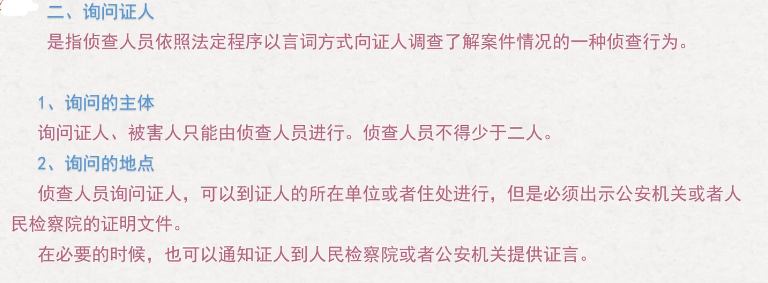 二、询问证人
是指侦查人员依照法定程序以言词方式向证人调查了解案件情况的一种侦查行为。
1、询问的主体
询问证人、被害人只能由侦查人员进行。侦查人员不得少于二人。
2、询问的地点
侦查人员询问证人，可以到证人的所在单位或者住处进行，但是必须出示公安机关或者人
民检察院的证明文件。
在必要的时候，也可以通知证人到人民检察院或者公安机关提供证言。